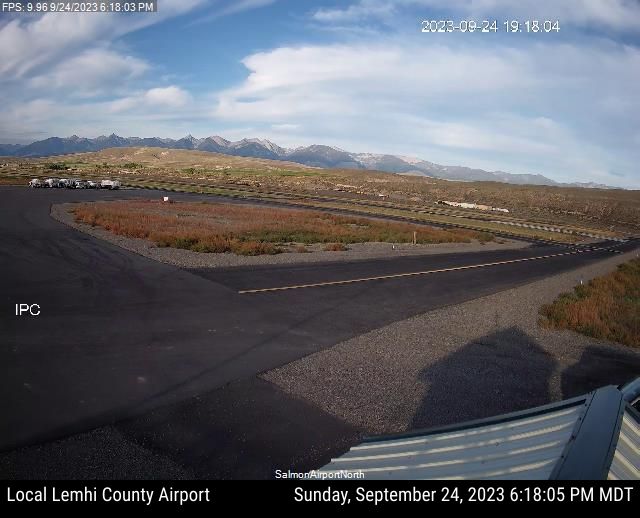 FPS: 9.96 9/24/2023 6:18:03 PM
2023-09-24 19:18:04
IPC
SalmonAirportNorth
Local Lemhi County Airport
Sunday, September 24, 2023 6:18:05 PM MDT